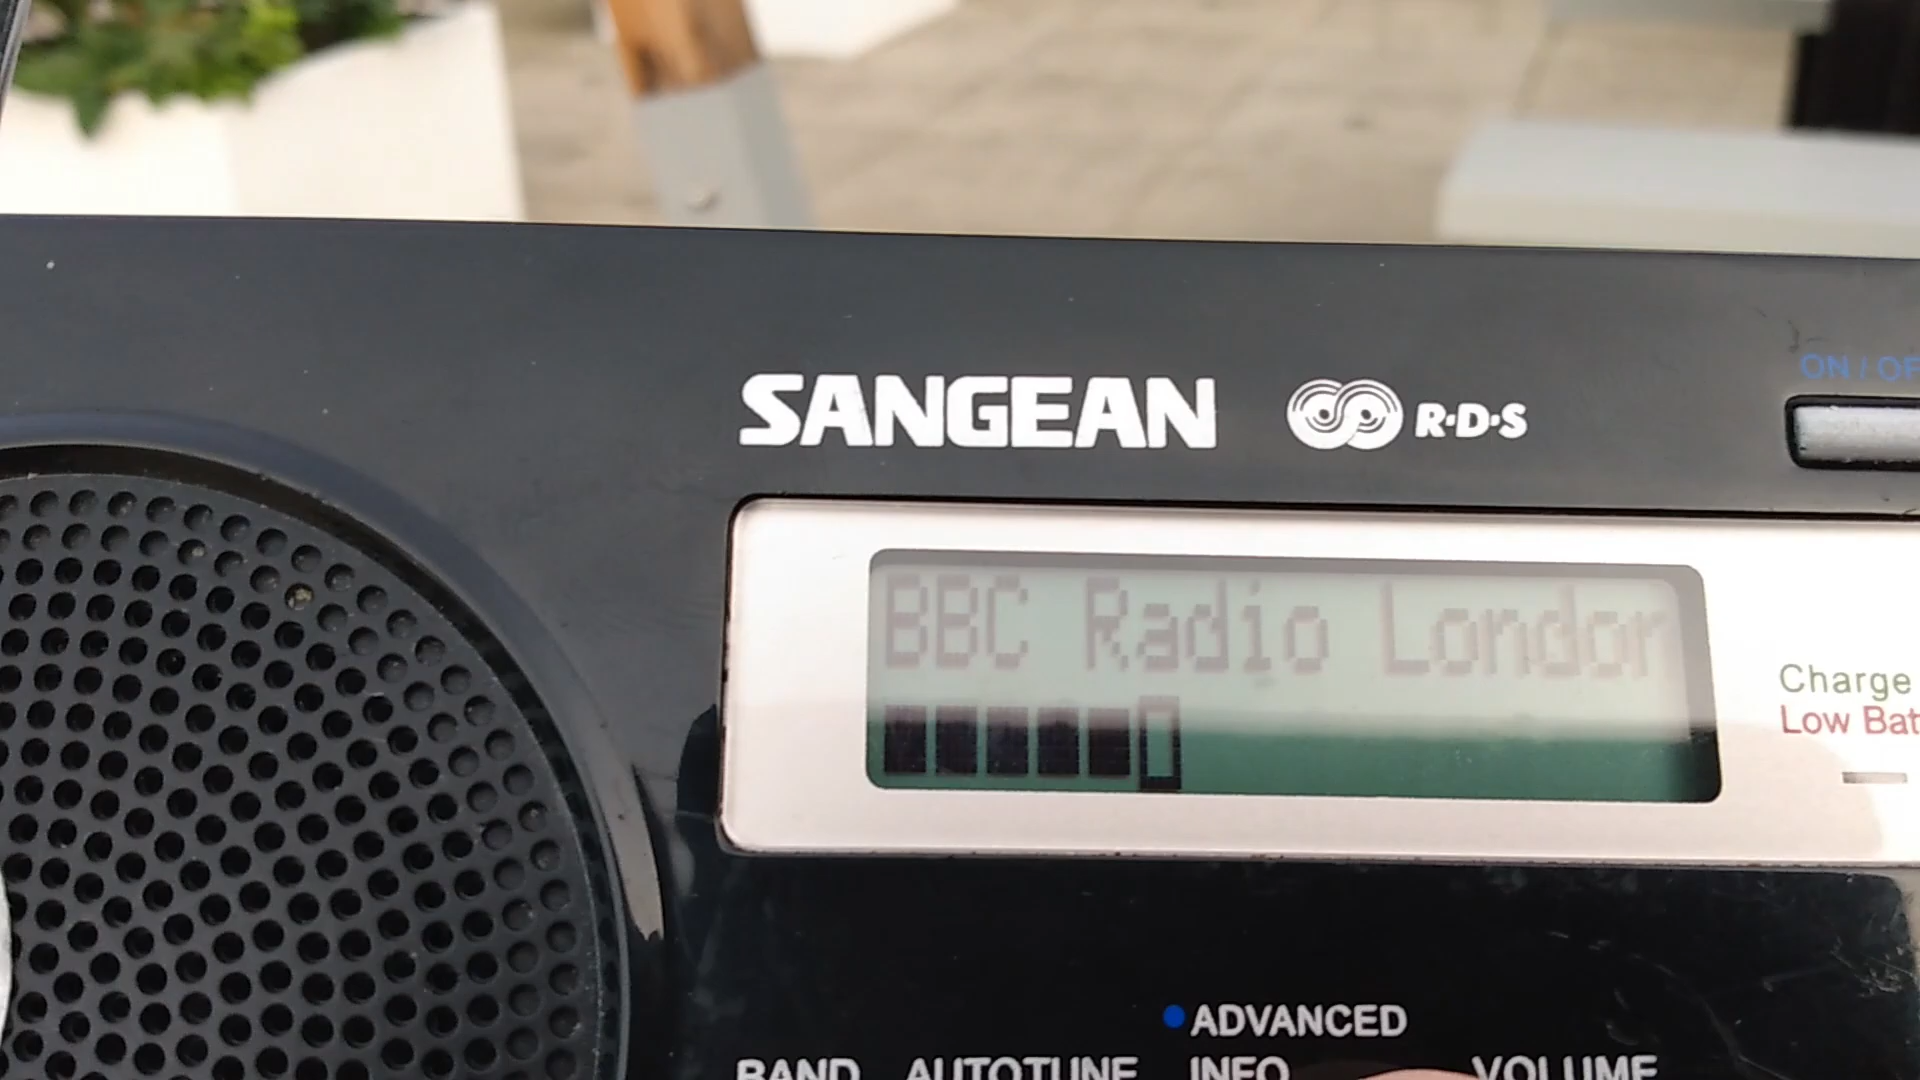 SANGEAN R·D·S
ON / OF
BBC Radio London
Charge
Low Bat
ADVANCED
BAND AUTOTUNE INFO VOLUME